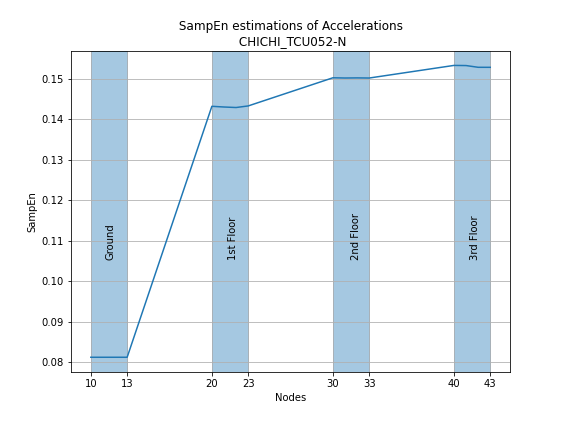 SampEn estimations of Accelerations
CHICHI_TCU052-N
SampEn
0.15
0.14
0.13
0.12
0.11
0.10
0.09
0.08
Ground
1st Floor
2nd Floor
3rd Floor
10 13 20 23 30 33 40 43
Nodes